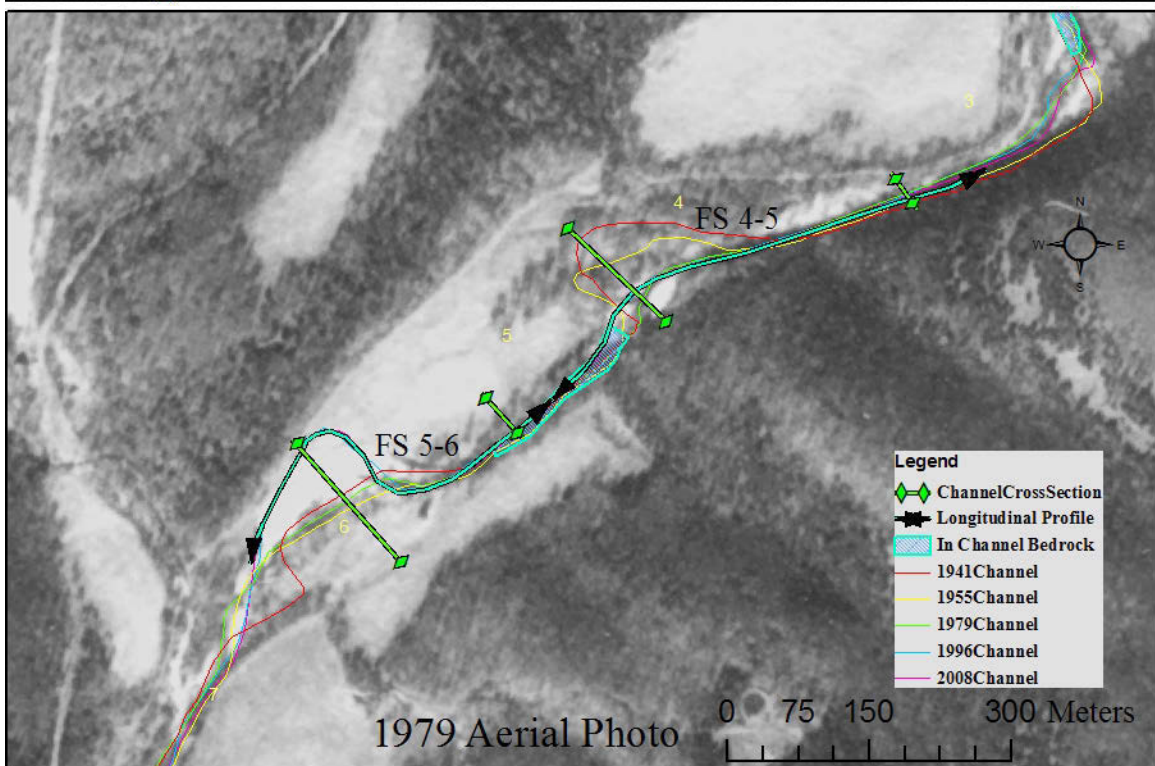 3
4
FS 4-5
N
W E
S
5
FS 5-6
6
7
Legend
ChannelCrossSection
Longitudinal Profile
In Channel Bedrock
1941Channel
1955Channel
1979Channel
1996Channel
2008Channel
1979 Aerial Photo
0 75 150 300 Meters